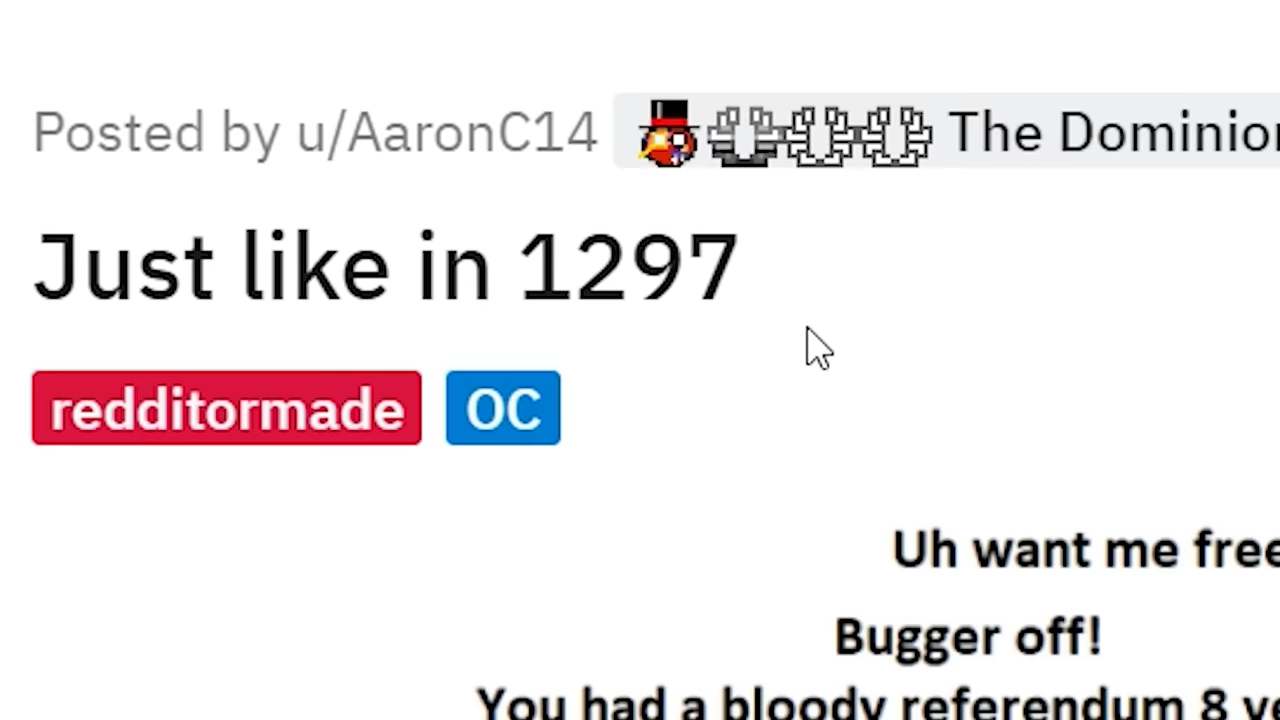 Posted by u/AaronC14 The Dominion
Just like in 1297
redditormade OC
Uh want me free
Bugger off!
You had a bloody referendum 8 ye